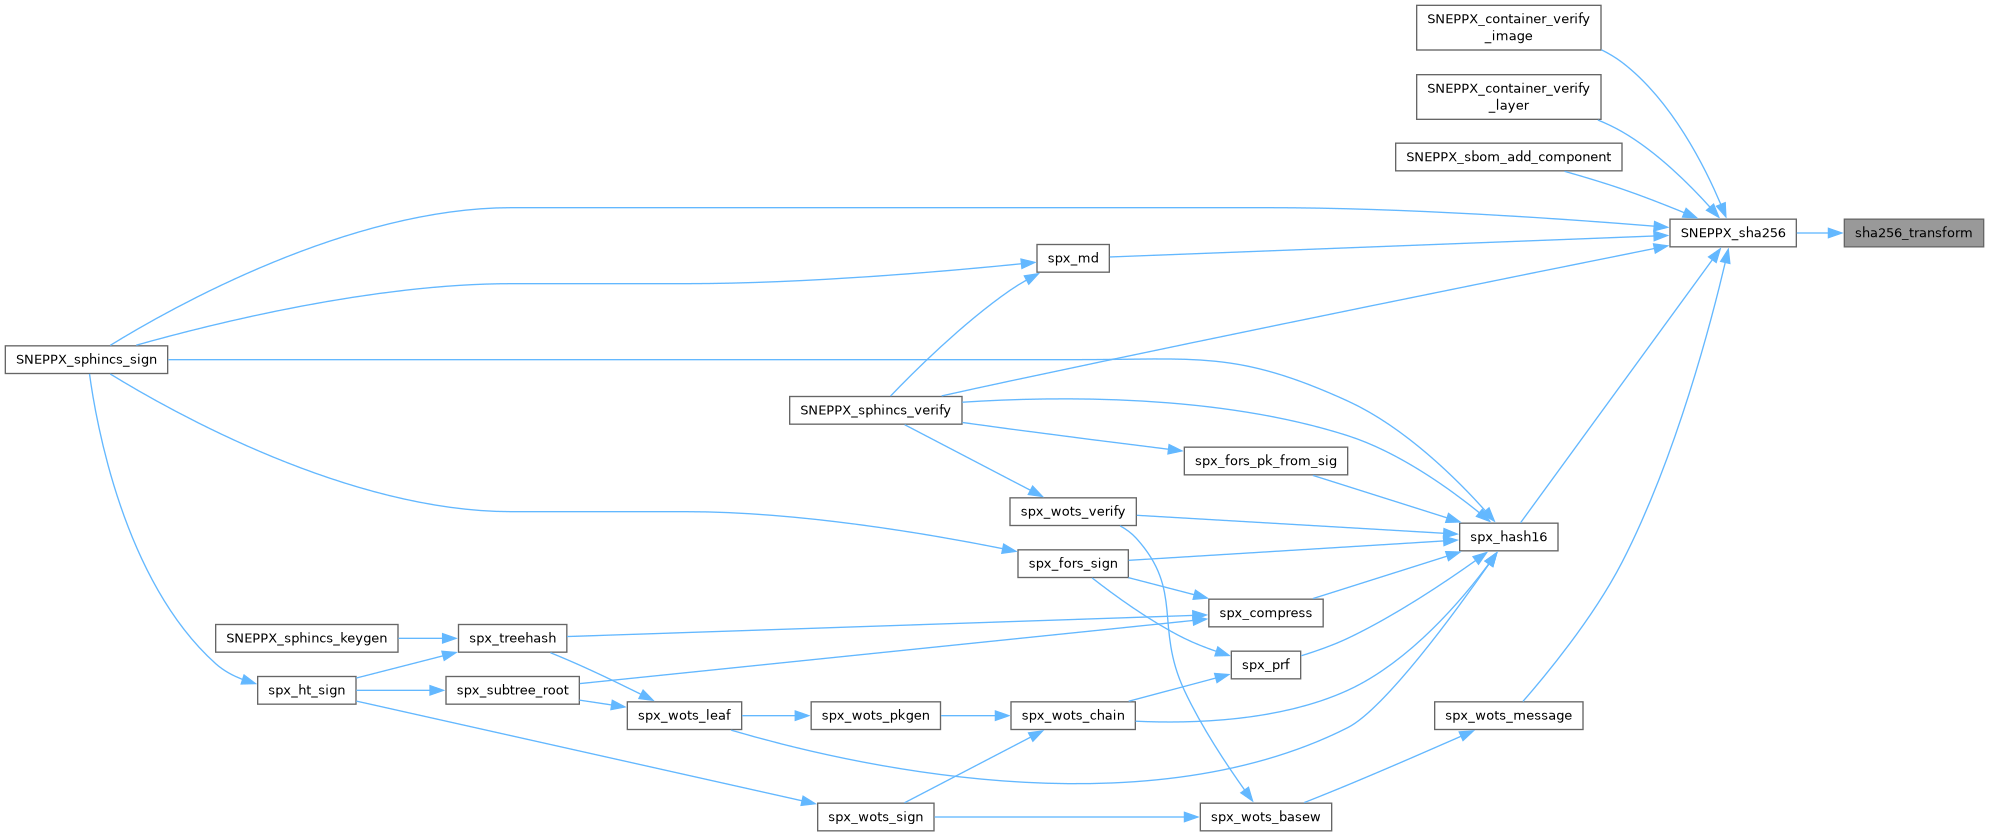 SNEPPX_container_verify
_image
SNEPPX_container_verify
_layer
SNEPPX_sbom_add_component
SNEPPX_sha256
sha256_transform
spx_md
SNEPPX_sphincs_sign
SNEPPX_sphincs_verify
spx_fors_pk_from_sig
spx_wots_verify
spx_hash16
spx_fors_sign
spx_compress
SNEPPX_sphincs_keygen
spx_treehash
spx_prf
spx_ht_sign
spx_subtree_root
spx_wots_leaf
spx_wots_pkgen
spx_wots_chain
spx_wots_message
spx_wots_sign
spx_wots_basew